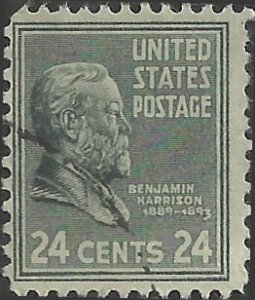 UNITED
STATES
POSTAGE
BENJAMIN
HARRISON
1889-1893
24 CENTS 24